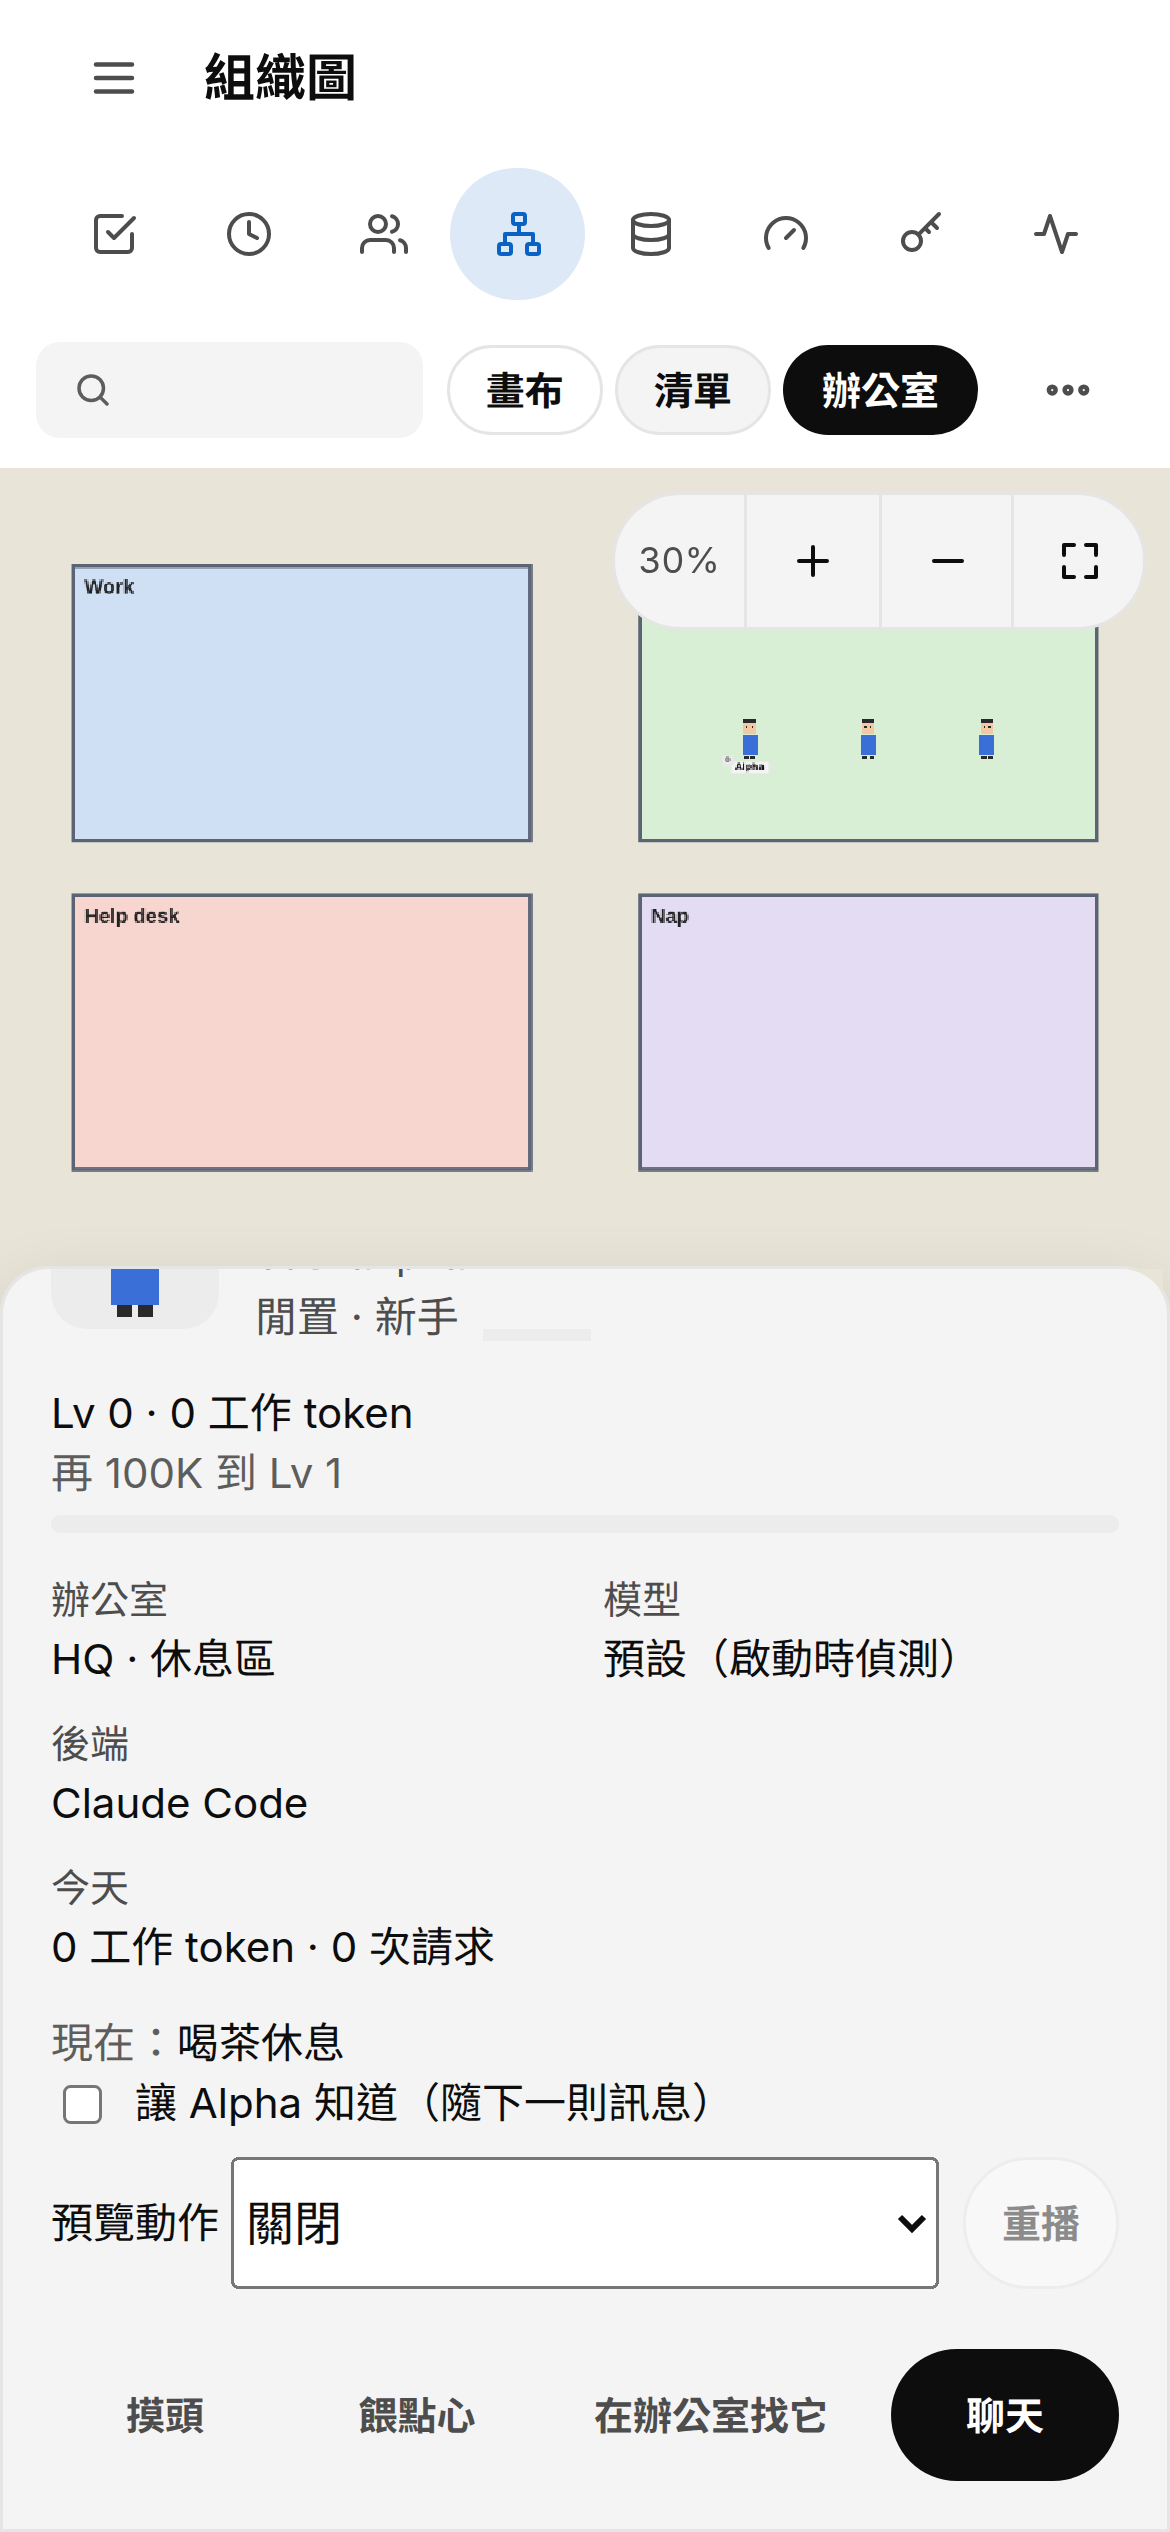 組織圖
畫布 清單 辦公室
30%
Work
Alpha
Help desk
Nap
閒置 · 新手
Lv 0 · 0 工作 token
再 100K 到 Lv 1
辦公室 模型
HQ · 休息區 預設（啟動時偵測）
後端
Claude Code
今天
0 工作 token · 0 次請求
現在：喝茶休息
讓 Alpha 知道（隨下一則訊息）
預覽動作 關閉 重播
摸頭 餵點心 在辦公室找它 聊天